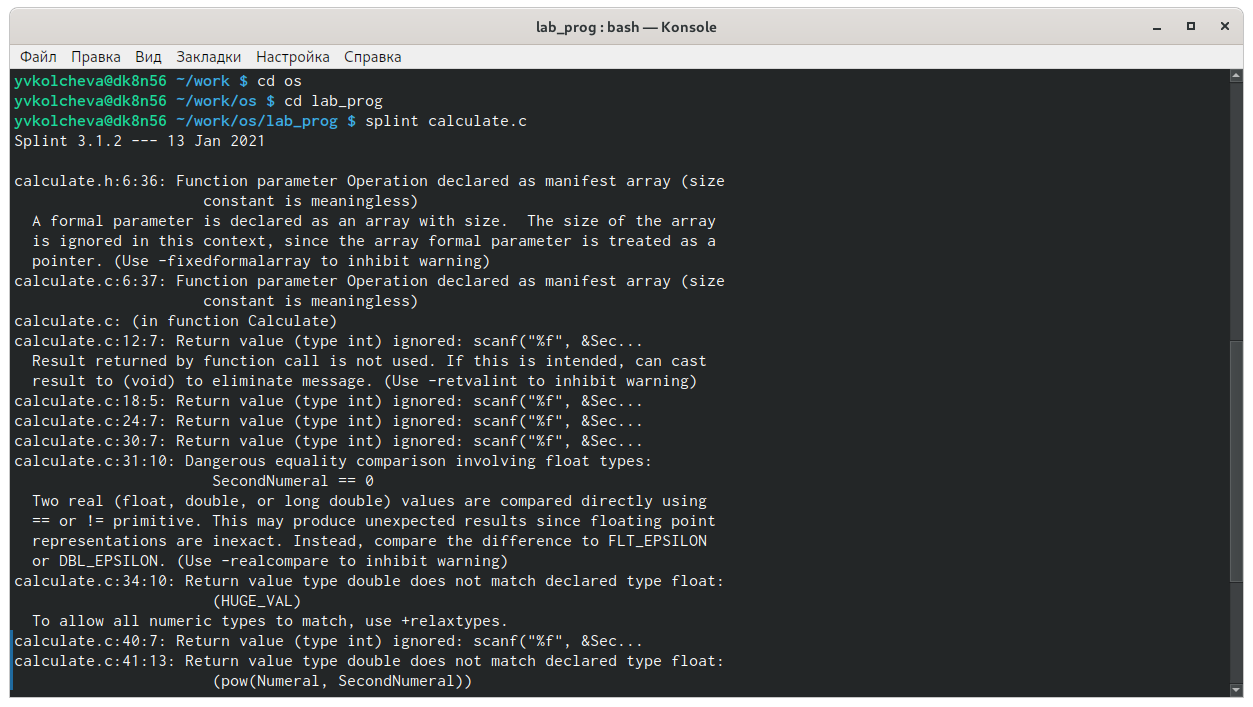 lab_prog : bash — Konsole
Файл Правка Вид Закладки Настройка Справка
yvkolcheva@dk8n56 ~/work $ cd os
yvkolcheva@dk8n56 ~/work/os $ cd lab_prog
yvkolcheva@dk8n56 ~/work/os/lab_prog $ splint calculate.c
Splint 3.1.2 --- 13 Jan 2021
calculate.h:6:36: Function parameter Operation declared as manifest array (size
constant is meaningless)
A formal parameter is declared as an array with size.  The size of the array
is ignored in this context, since the array formal parameter is treated as a
pointer. (Use -fixedformalarray to inhibit warning)
calculate.c:6:37: Function parameter Operation declared as manifest array (size
constant is meaningless)
calculate.c: (in function Calculate)
calculate.c:12:7: Return value (type int) ignored: scanf("%f", &Sec...
Result returned by function call is not used. If this is intended, can cast
result to (void) to eliminate message. (Use -retvalint to inhibit warning)
calculate.c:18:5: Return value (type int) ignored: scanf("%f", &Sec...
calculate.c:24:7: Return value (type int) ignored: scanf("%f", &Sec...
calculate.c:30:7: Return value (type int) ignored: scanf("%f", &Sec...
calculate.c:31:10: Dangerous equality comparison involving float types:
SecondNumeral == 0
Two real (float, double, or long double) values are compared directly using
== or != primitive. This may produce unexpected results since floating point
representations are inexact. Instead, compare the difference to FLT_EPSILON
or DBL_EPSILON. (Use -realcompare to inhibit warning)
calculate.c:34:10: Return value type double does not match declared type float:
(HUGE_VAL)
To allow all numeric types to match, use +relaxtypes.
calculate.c:40:7: Return value (type int) ignored: scanf("%f", &Sec...
calculate.c:41:13: Return value type double does not match declared type float:
(pow(Numeral, SecondNumeral))